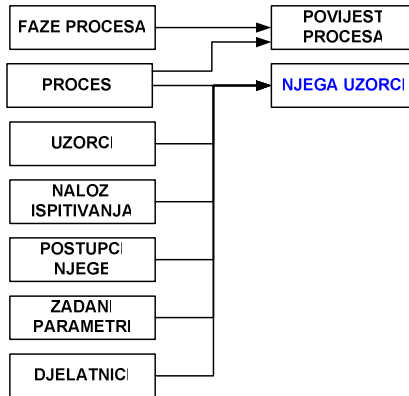 FAZE PROCESA
POVIJEST
PROCESA
PROCES
NJEGA UZORCI
UZORCI
NALOZ
ISPITIVANJA
POSTUPCI
NJEGE
ZADANI
PARAMETRI
DJELATNICI